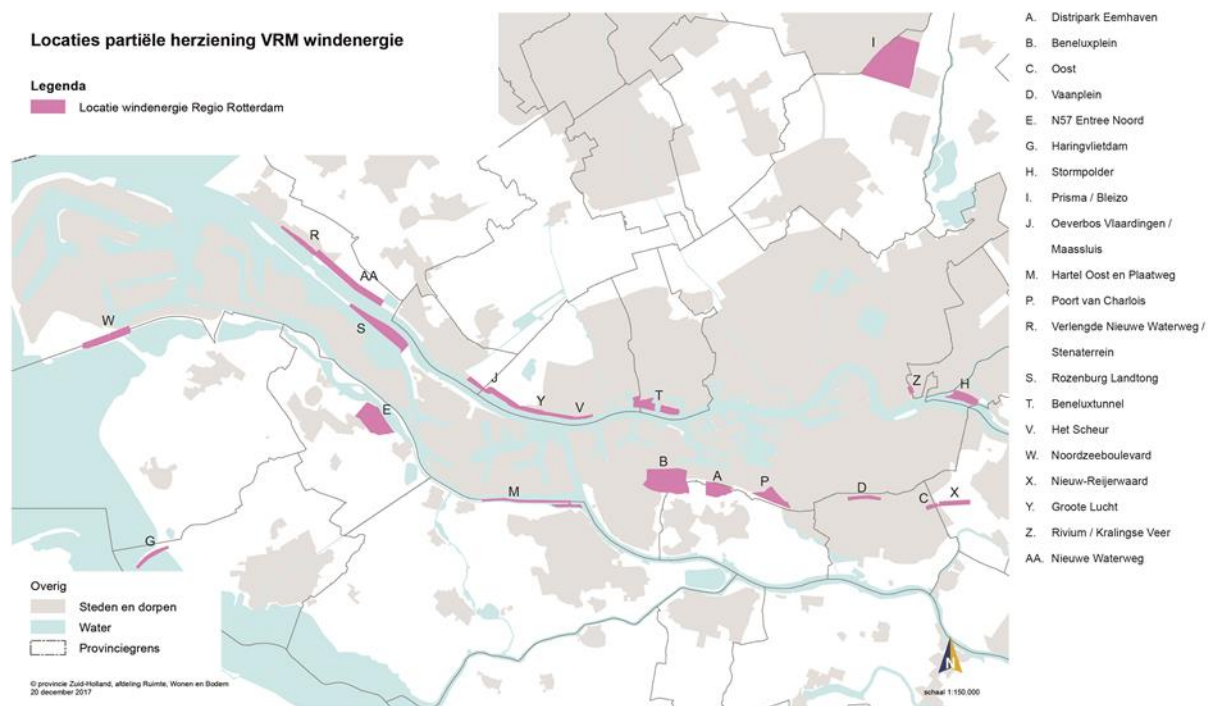 Locaties partiële herziening VRM windenergie
Legenda
Locatie windenergie Regio Rotterdam
I
R
AA
W
S
J
Y
V
T
Z
H
E
B
A
P
M
D
C
X
G
Overig
Steden en dorpen
Water
Provinciegrens
© provincie Zuid-Holland, afdeling Ruimte, Wonen en Bodem
20 december 2017
N
schaal 1:150.000
A. Distripark Eemhaven
B. Beneluxplein
C. Oost
D. Vaanplein
E. N57 Entree Noord
G. Haringvlietdam
H. Stormpolder
I. Prisma / Bleizo
J. Oeverbos Vlaardingen /
Maassluis
M. Hartel Oost en Plaatweg
P. Poort van Charlois
R. Verlengde Nieuwe Waterweg /
Stenaterrein
S. Rozenburg Landtong
T. Beneluxtunnel
V. Het Scheur
W. Noordzeeboulevard
X. Nieuw-Reijerwaard
Y. Groote Lucht
Z. Rivium / Kralingse Veer
AA. Nieuwe Waterweg